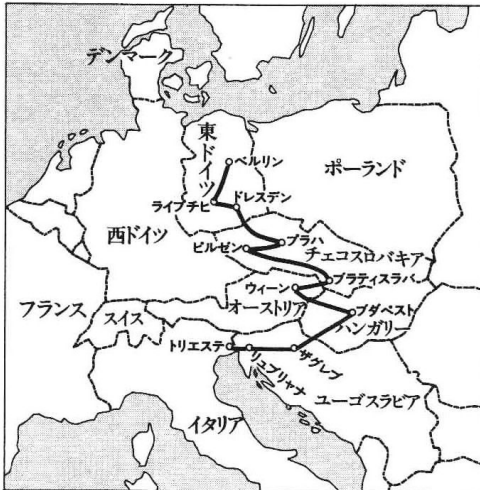 デンマーク
東ドイツ
ベルリン
ポーランド
ライプチヒ
ドレスデン
西ドイツ
プラハ
ピルゼン
チェコスロバキア
ブラティスラバ
ウィーン
オーストリア
ブダペスト
ハンガリー
フランス
スイス
トリエステ
リュブリャナ
ザグレブ
ユーゴスラビア
イタリア